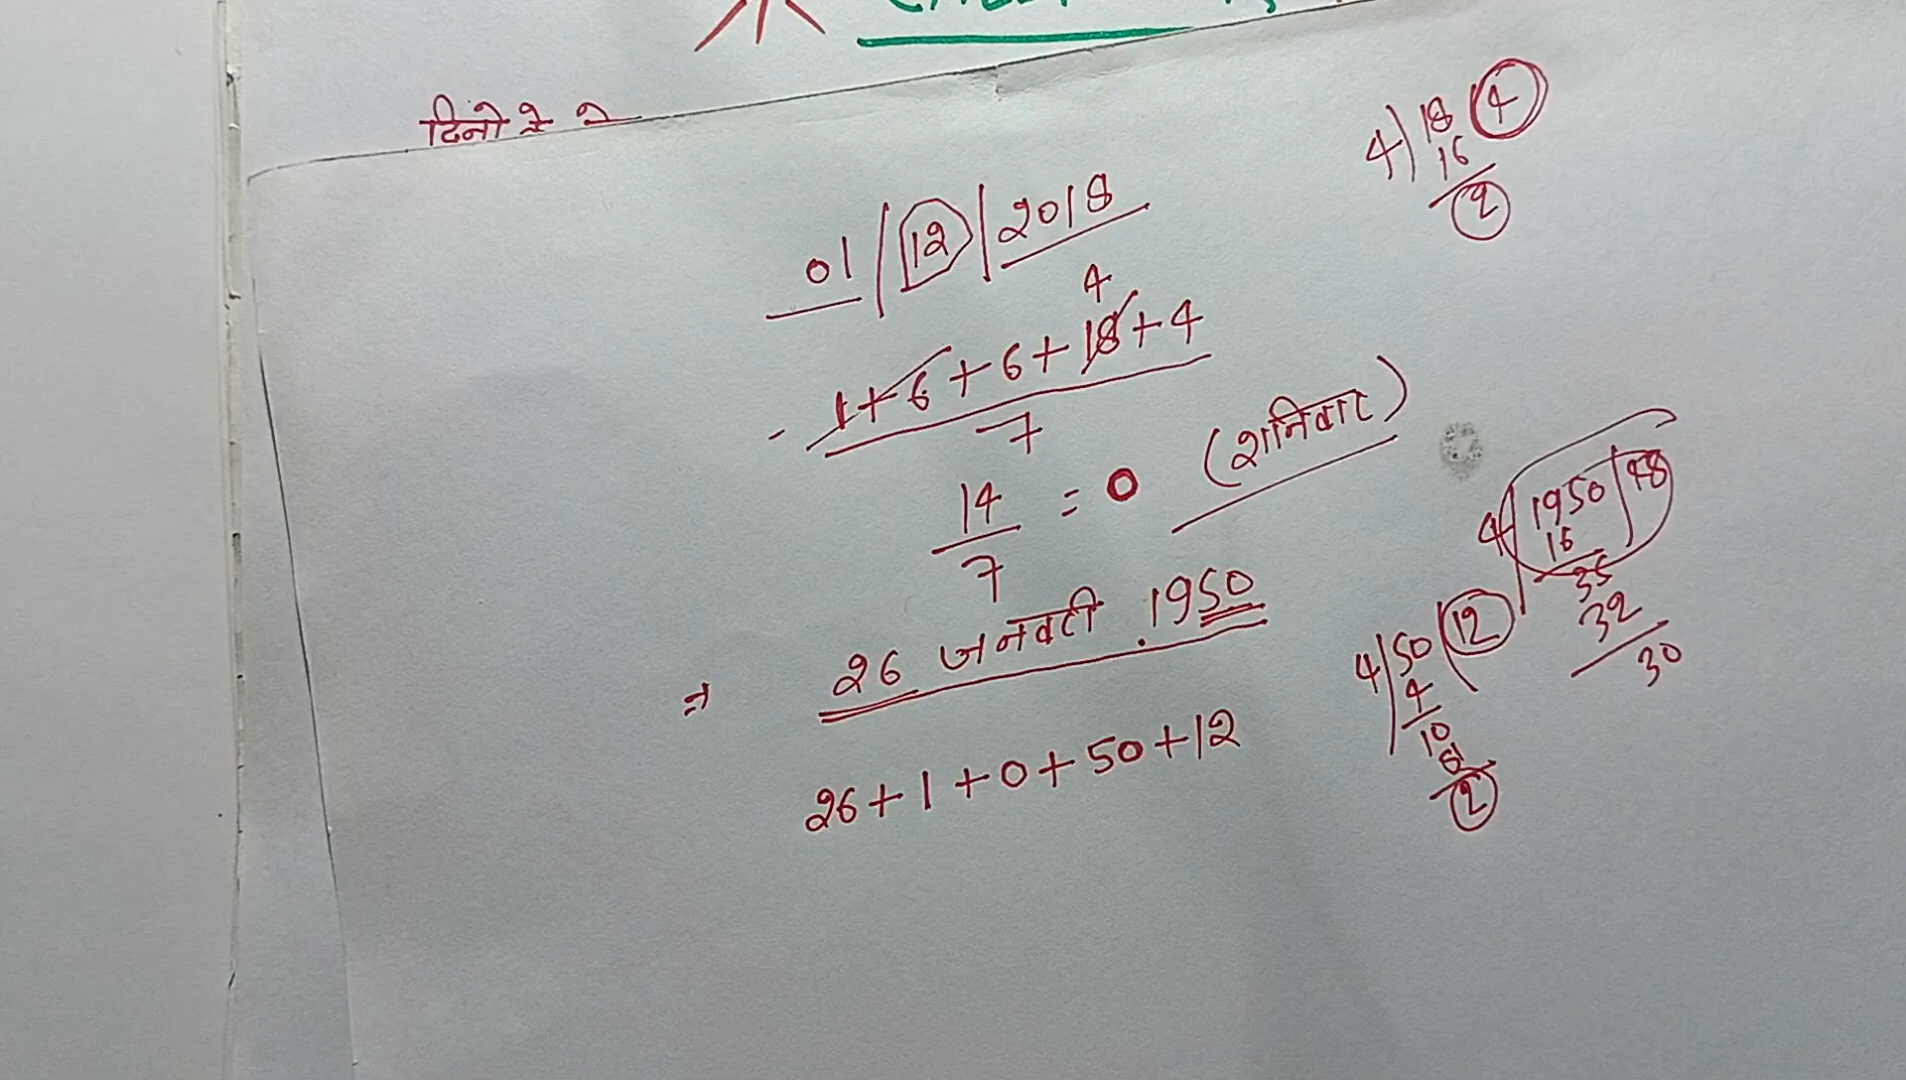 दिनो के
01 | 12 | 2018
4
1+6+6+18+4
7
14
7
= 0 (शनिवार)
⇒ 26 जनवरी .1950
26+1+0+50+12
4) 18 (4
16
2
4 | 1950 | 48
16
35
32
30
4 | 50 | 12
4
10
8
2